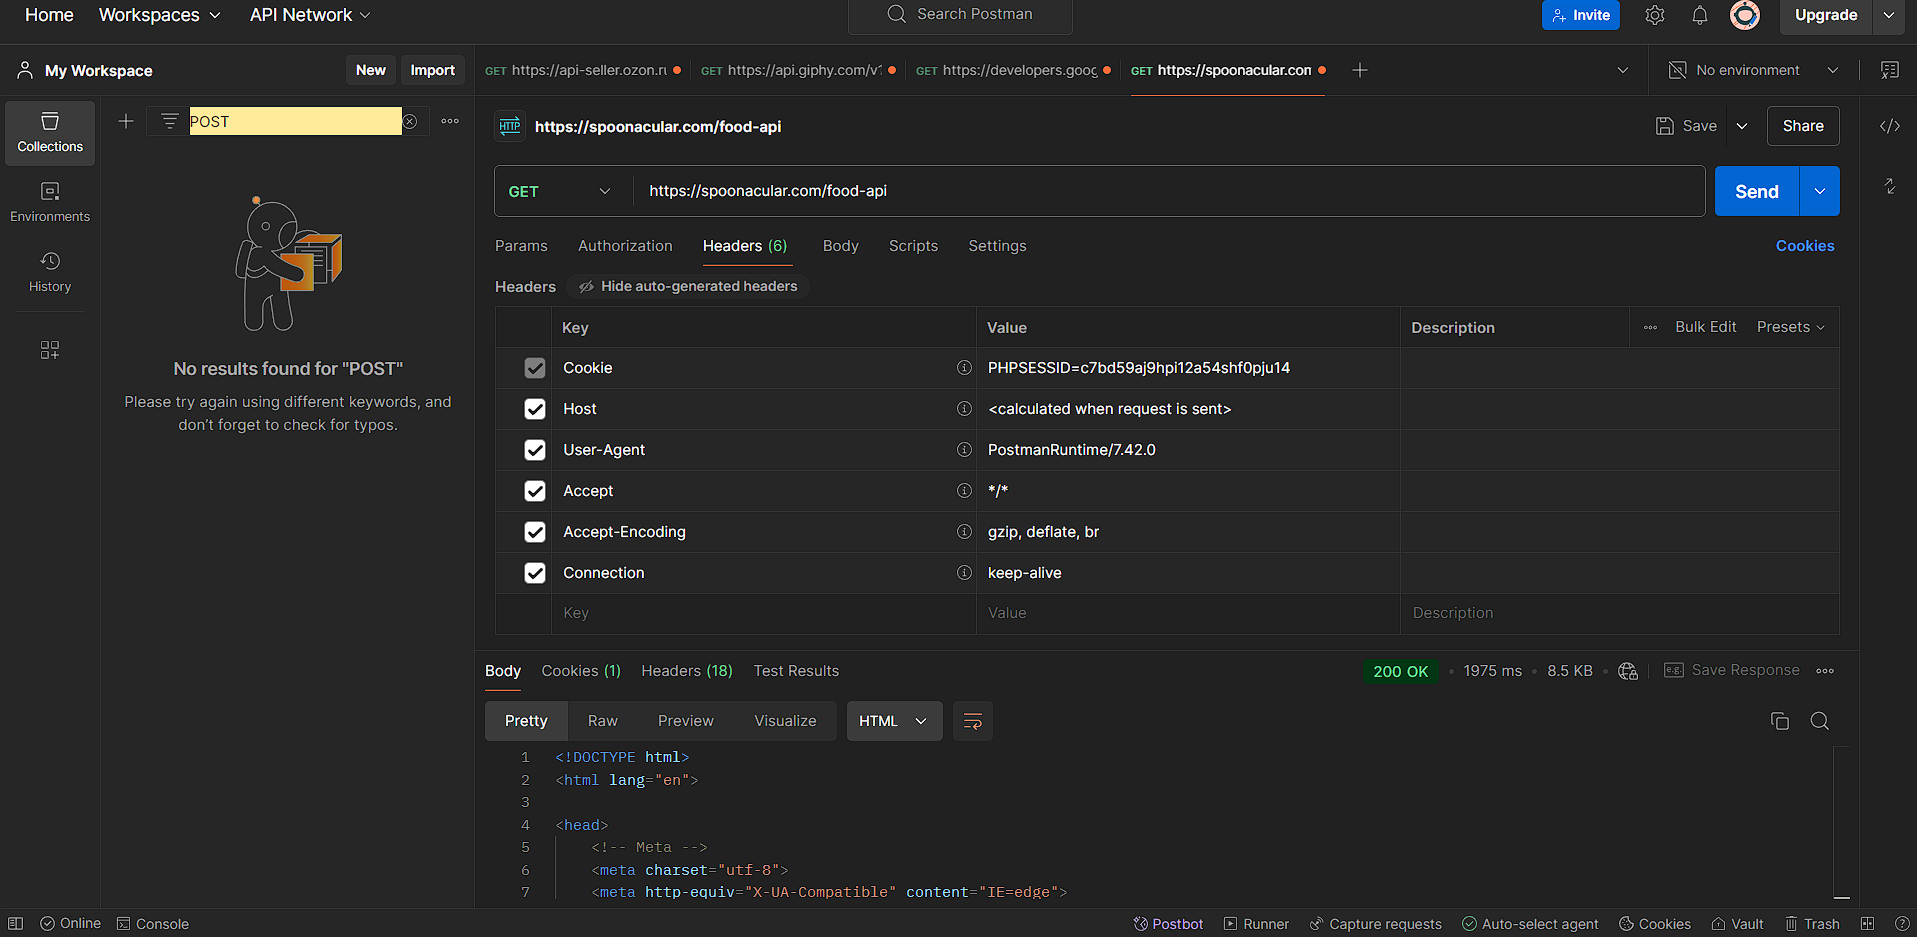 Home Workspaces API Network Search Postman Invite Upgrade
My Workspace New Import GET https://api-seller.ozon.ru GET https://api.giphy.com/v1 GET https://developers.goog GET https://spoonacular.com No environment
POST
Collections
Environments
History
No results found for "POST"
Please try again using different keywords, and
don't forget to check for typos.
HTTP https://spoonacular.com/food-api Save Share
GET https://spoonacular.com/food-api Send
Params Authorization Headers (6) Body Scripts Settings Cookies
Headers Hide auto-generated headers
Key Value Description Bulk Edit Presets
Cookie PHPSESSID=c7bd59aj9hpi12a54shf0pju14
Host <calculated when request is sent>
User-Agent PostmanRuntime/7.42.0
Accept */*
Accept-Encoding gzip, deflate, br
Connection keep-alive
Key Value Description
Body Cookies (1) Headers (18) Test Results 200 OK 1975 ms 8.5 KB e.g. Save Response
Pretty Raw Preview Visualize HTML
1 <!DOCTYPE html>
2 <html lang="en">
3
4 <head>
5 <!-- Meta -->
6 <meta charset="utf-8">
7 <meta http-equiv="X-UA-Compatible" content="IE=edge">
Online Console Postbot Runner Capture requests Auto-select agent Cookies Vault Trash